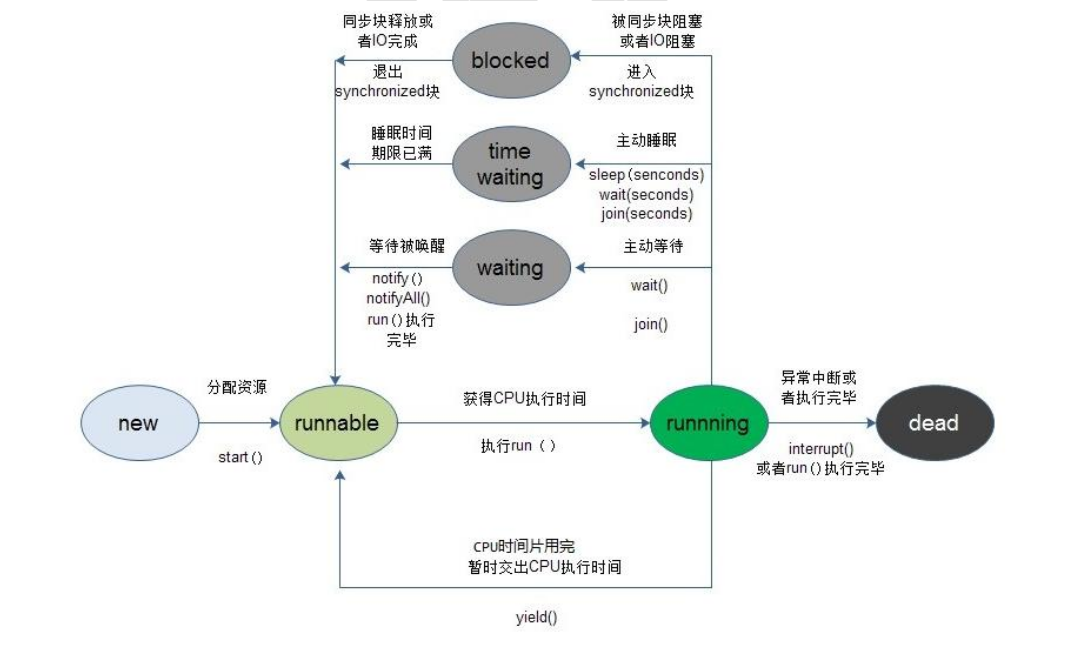 同步块释放或
者IO完成
退出
synchronized块
blocked
被同步块阻塞
或者IO阻塞
进入
synchronized块
睡眠时间
期限已满
time
waiting
主动睡眠
sleep(senconds)
wait(seconds)
join(seconds)
等待被唤醒
notify()
notifyAll()
run()执行
完毕
waiting
主动等待
wait()
join()
new
分配资源
start()
runnable
获得CPU执行时间
执行run ()
runnning
异常中断或
者执行完毕
interrupt()
或者run()执行完毕
dead
CPU时间片用完
暂时交出CPU执行时间
yield()